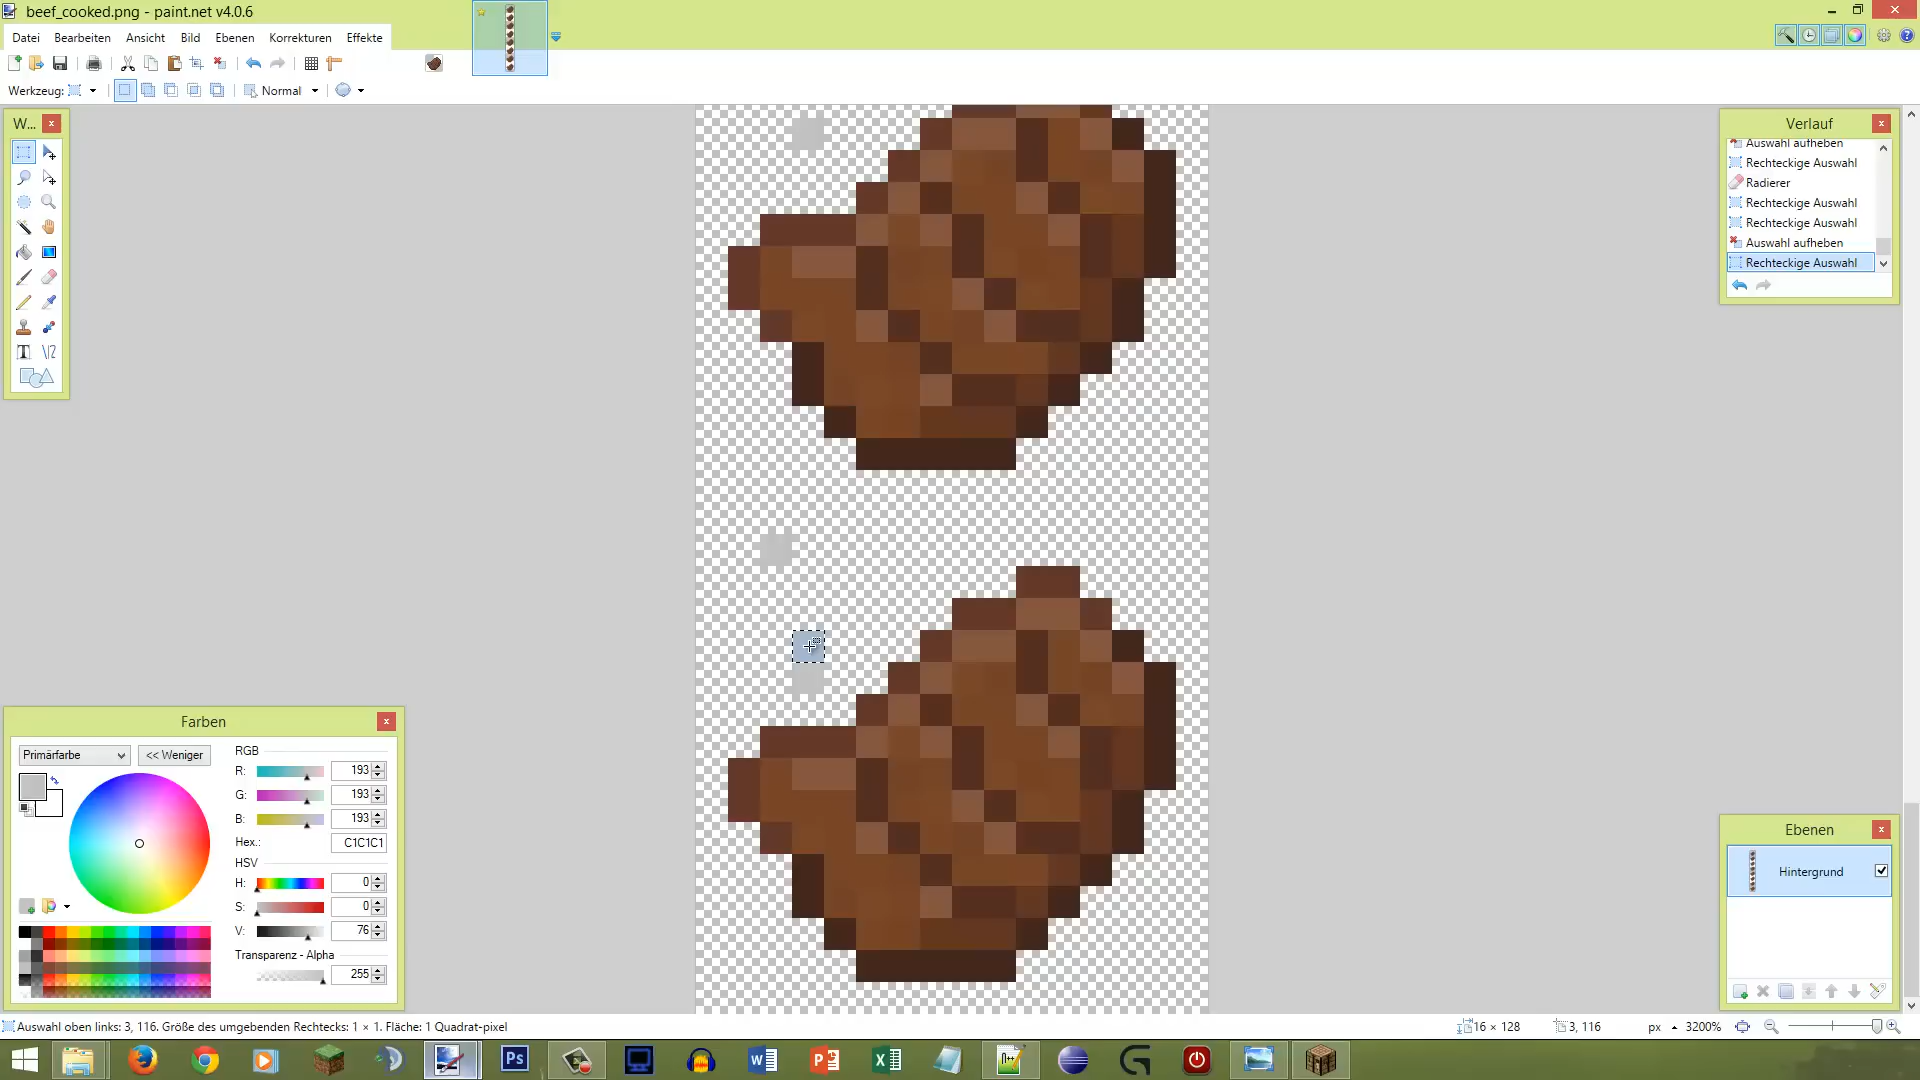 beef_cooked.png - paint.net v4.0.6
Datei Bearbeiten Ansicht Bild Ebenen Korrekturen Effekte
Werkzeug: Normal
W...
Verlauf
Auswahl aufheben
Rechteckige Auswahl
Radierer
Rechteckige Auswahl
Rechteckige Auswahl
Auswahl aufheben
Rechteckige Auswahl
Farben
Primärfarbe
<< Weniger
RGB
R: 193
G: 193
B: 193
Hex.: C1C1C1
HSV
H: 0
S: 0
V: 76
Transparenz - Alpha
255
Ebenen
Hintergrund
Auswahl oben links: 3, 116. Größe des umgebenden Rechtecks: 1 × 1. Fläche: 1 Quadrat-pixel
16 × 128
3, 116
px
3200%
Ps